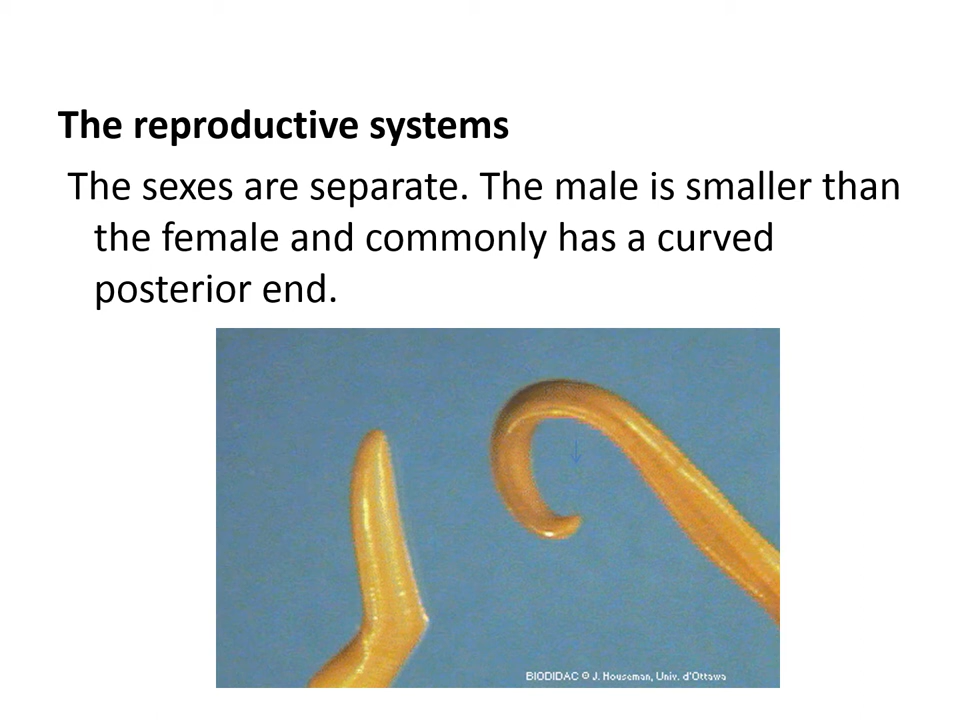 The reproductive systems
The sexes are separate. The male is smaller than
the female and commonly has a curved
posterior end.
BIODIDAC © J. Houseman, Univ. d'Ottawa